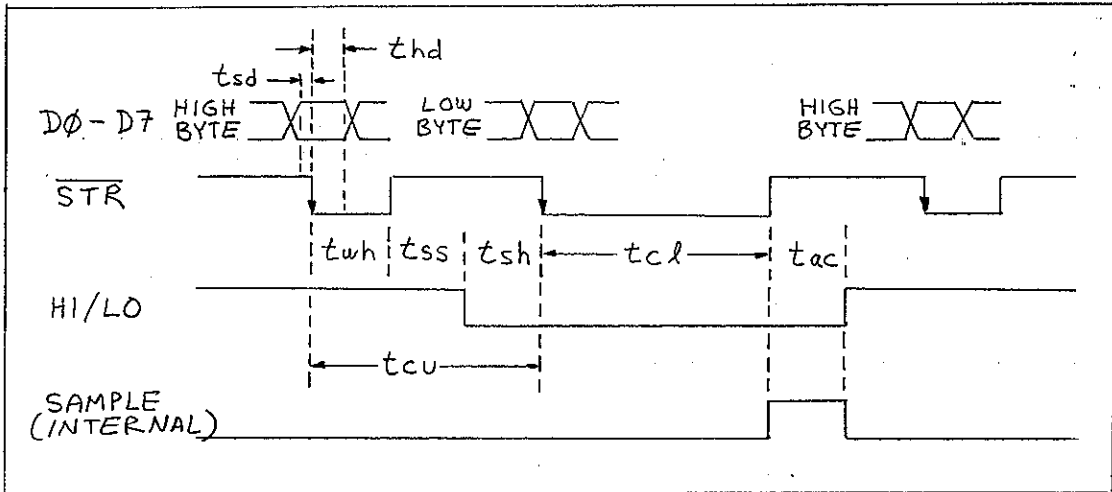 thd
tsd
DØ-D7
HIGH
BYTE
LOW
BYTE
HIGH
BYTE
STR
twh
tss
tsh
tcl
tac
HI/LO
tcu
SAMPLE
(INTERNAL)